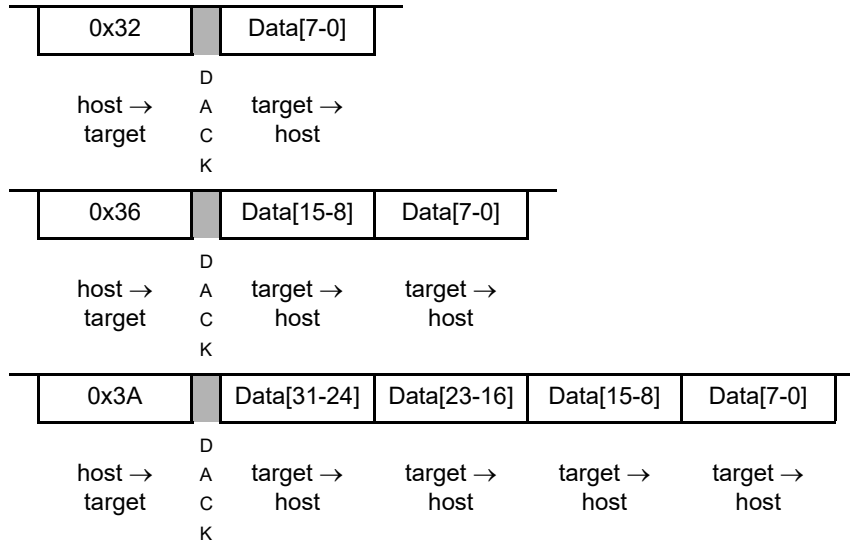 0x32 Data[7-0]
D
host → A target →
target C host
K
0x36 Data[15-8] Data[7-0]
D
host → A target → target →
target C host host
K
0x3A Data[31-24] Data[23-16] Data[15-8] Data[7-0]
D
host → A target → target → target → target →
target C host host host host
K